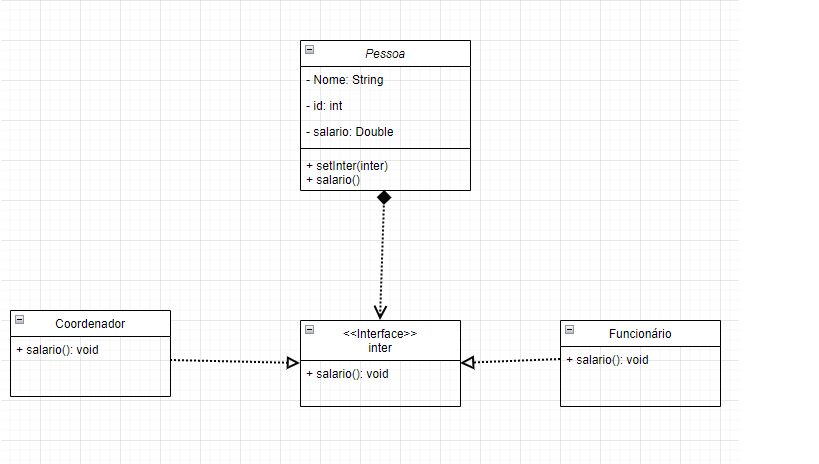 Pessoa
- Nome: String
- id: int
- salario: Double
+ setInter(inter)
+ salario()
Coordenador
+ salario(): void
<<Interface>>
inter
+ salario(): void
Funcionário
+ salario(): void